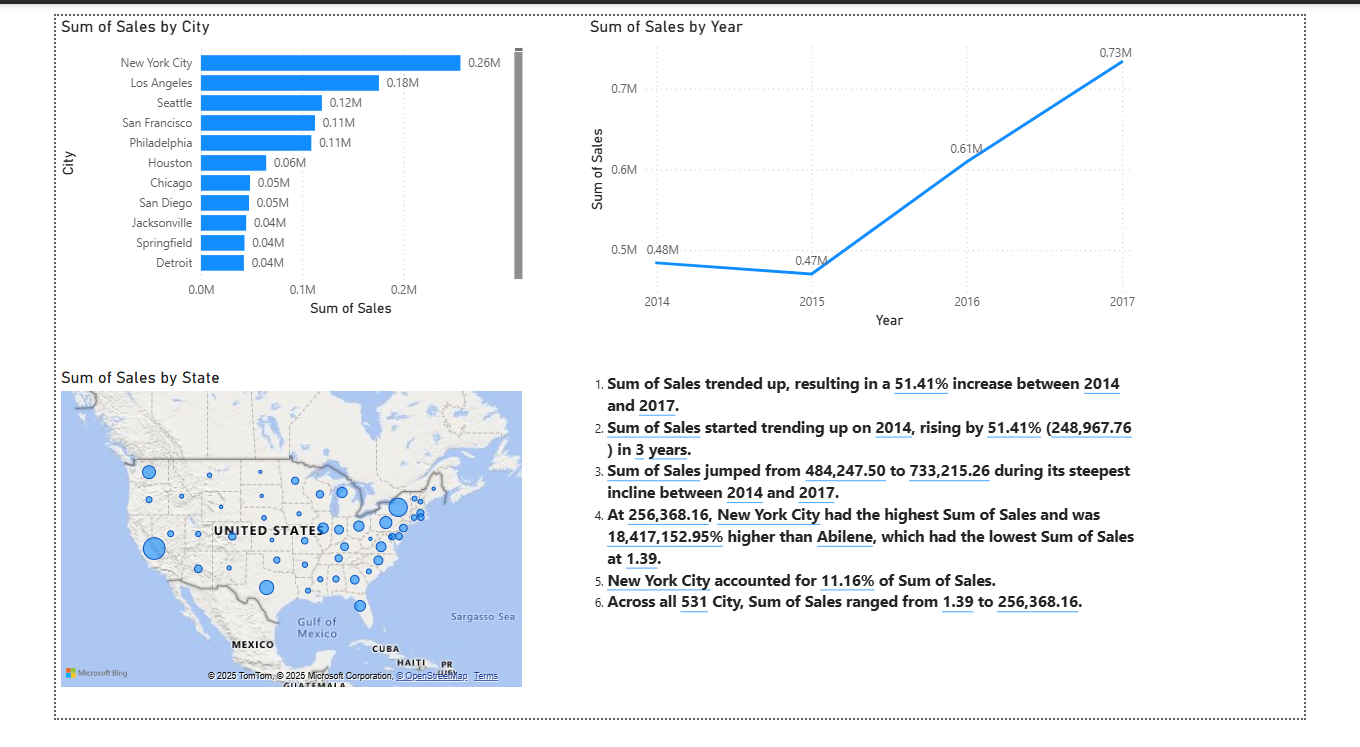 Sum of Sales by City
New York City 0.26M
Los Angeles 0.18M
Seattle 0.12M
San Francisco 0.11M
Philadelphia 0.11M
Houston 0.06M
Chicago 0.05M
San Diego 0.05M
Jacksonville 0.04M
Springfield 0.04M
Detroit 0.04M
City
0.0M 0.1M 0.2M
Sum of Sales
Sum of Sales by Year
0.73M
0.7M
0.61M
0.6M
0.5M 0.48M
0.47M
Sum of Sales
2014 2015 2016 2017
Year
Sum of Sales by State
UNITED STATES
Gulf of
Mexico
Sargasso Sea
MEXICO
CUBA
HAITI
PR
(US)
GUATEMALA
Microsoft Bing
© 2025 TomTom, © 2025 Microsoft Corporation, © OpenStreetMap Terms
1. Sum of Sales trended up, resulting in a 51.41% increase between 2014
and 2017.
2. Sum of Sales started trending up on 2014, rising by 51.41% (248,967.76
) in 3 years.
3. Sum of Sales jumped from 484,247.50 to 733,215.26 during its steepest
incline between 2014 and 2017.
4. At 256,368.16, New York City had the highest Sum of Sales and was
18,417,152.95% higher than Abilene, which had the lowest Sum of Sales
at 1.39.
5. New York City accounted for 11.16% of Sum of Sales.
6. Across all 531 City, Sum of Sales ranged from 1.39 to 256,368.16.